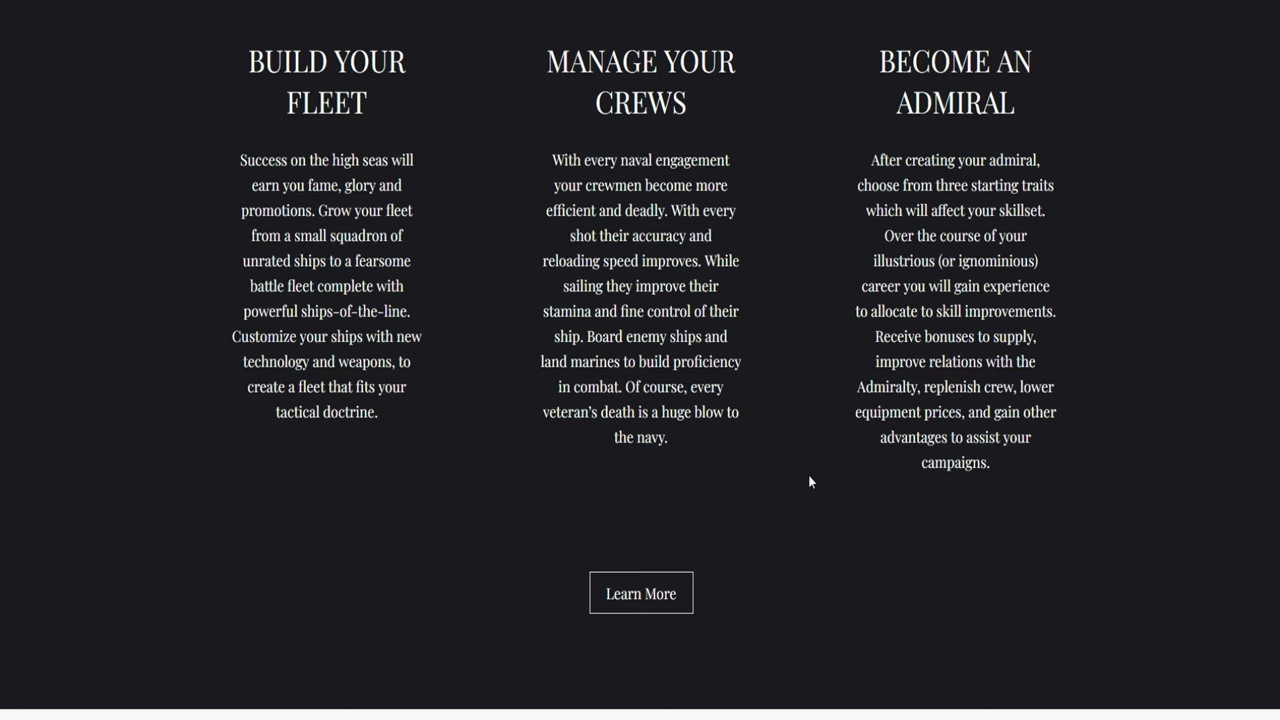 BUILD YOUR
FLEET
Success on the high seas will
earn you fame, glory and
promotions. Grow your fleet
from a small squadron of
unrated ships to a fearsome
battle fleet complete with
powerful ships-of-the-line.
Customize your ships with new
technology and weapons, to
create a fleet that fits your
tactical doctrine.
MANAGE YOUR
CREWS
With every naval engagement
your crewmen become more
efficient and deadly. With every
shot their accuracy and
reloading speed improves. While
sailing they improve their
stamina and fine control of their
ship. Board enemy ships and
land marines to build proficiency
in combat. Of course, every
veteran's death is a huge blow to
the navy.
BECOME AN
ADMIRAL
After creating your admiral,
choose from three starting traits
which will affect your skillset.
Over the course of your
illustrious (or ignominious)
career you will gain experience
to allocate to skill improvements.
Receive bonuses to supply,
improve relations with the
Admiralty, replenish crew, lower
equipment prices, and gain other
advantages to assist your
campaigns.
Learn More